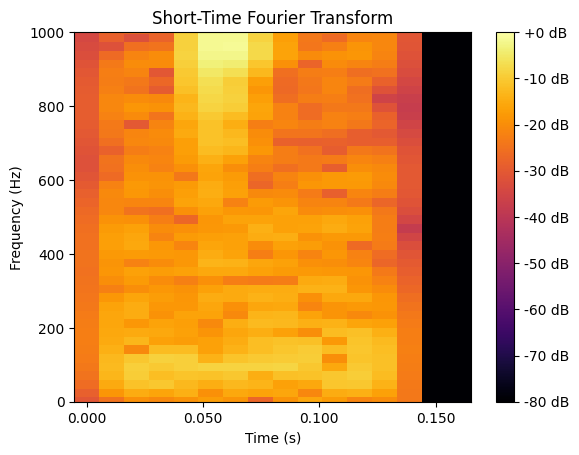 Short-Time Fourier Transform
1000
800
600
400
200
0
Frequency (Hz)
0.000
0.050
0.100
0.150
Time (s)
+0 dB
-10 dB
-20 dB
-30 dB
-40 dB
-50 dB
-60 dB
-70 dB
-80 dB